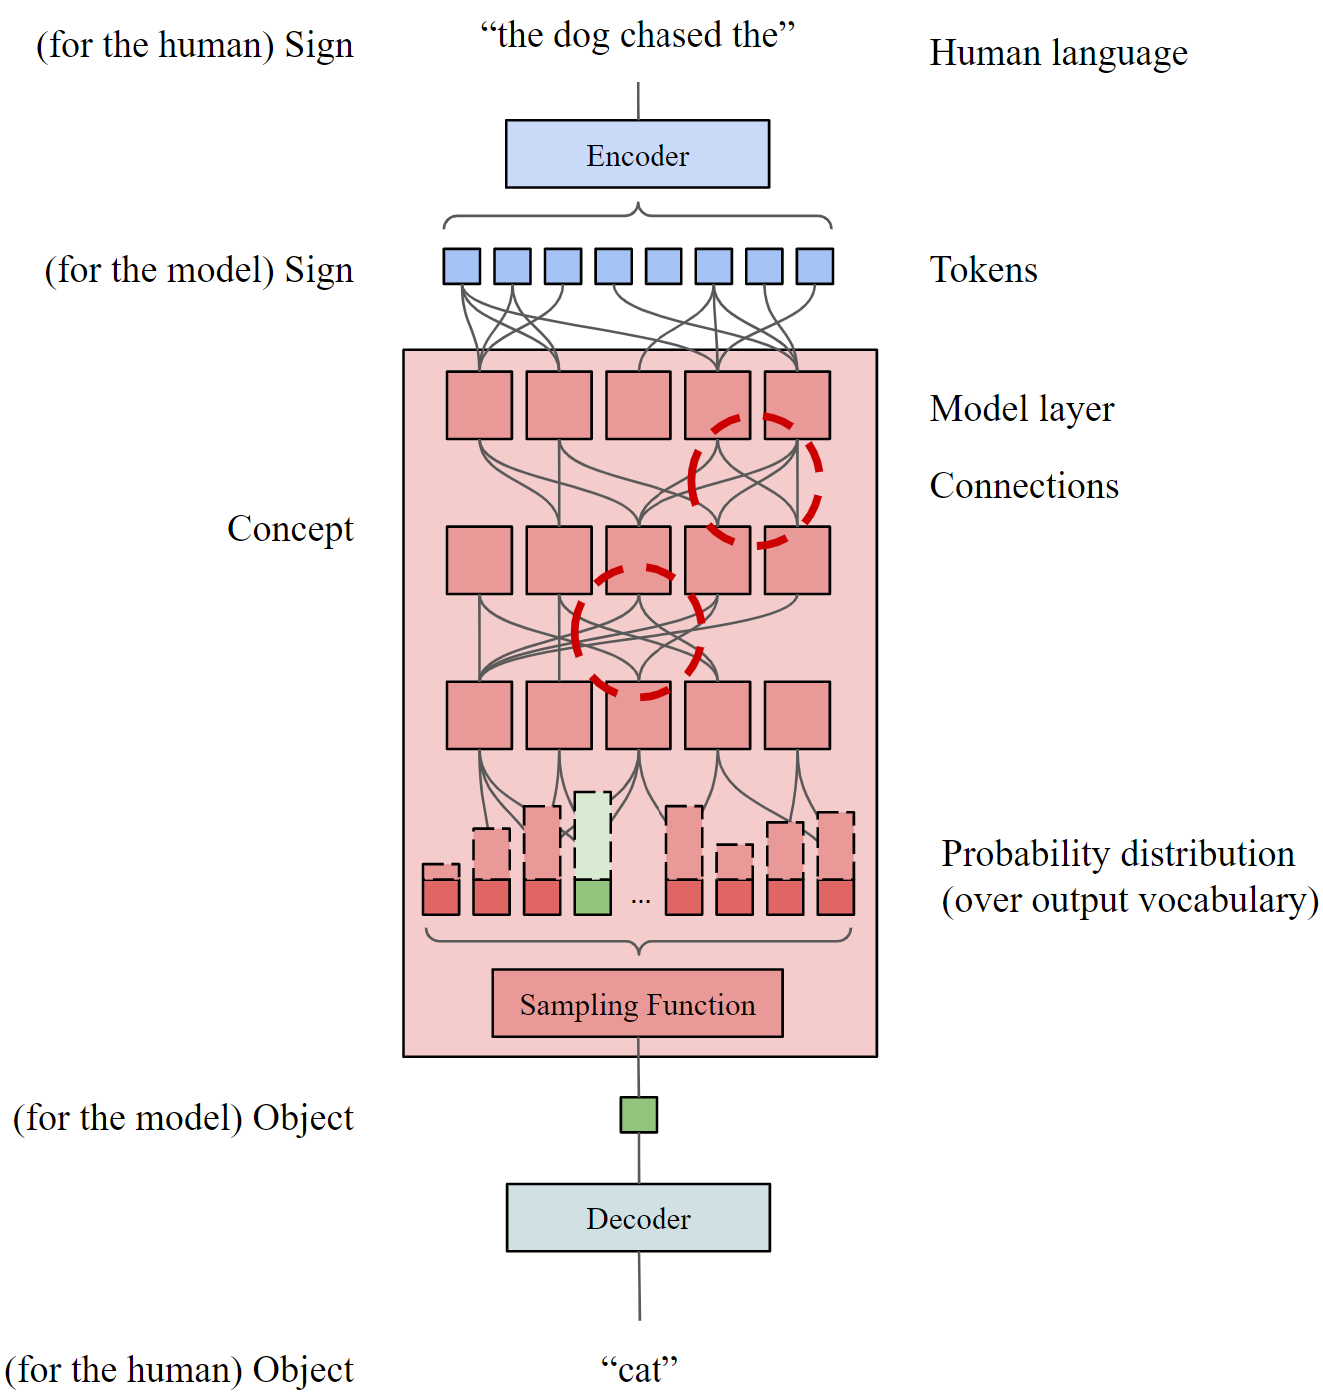 (for the human) Sign
“the dog chased the”
Human language
Encoder
(for the model) Sign
Tokens
Model layer
Connections
Concept
Probability distribution
(over output vocabulary)
...
Sampling Function
(for the model) Object
Decoder
(for the human) Object
“cat”